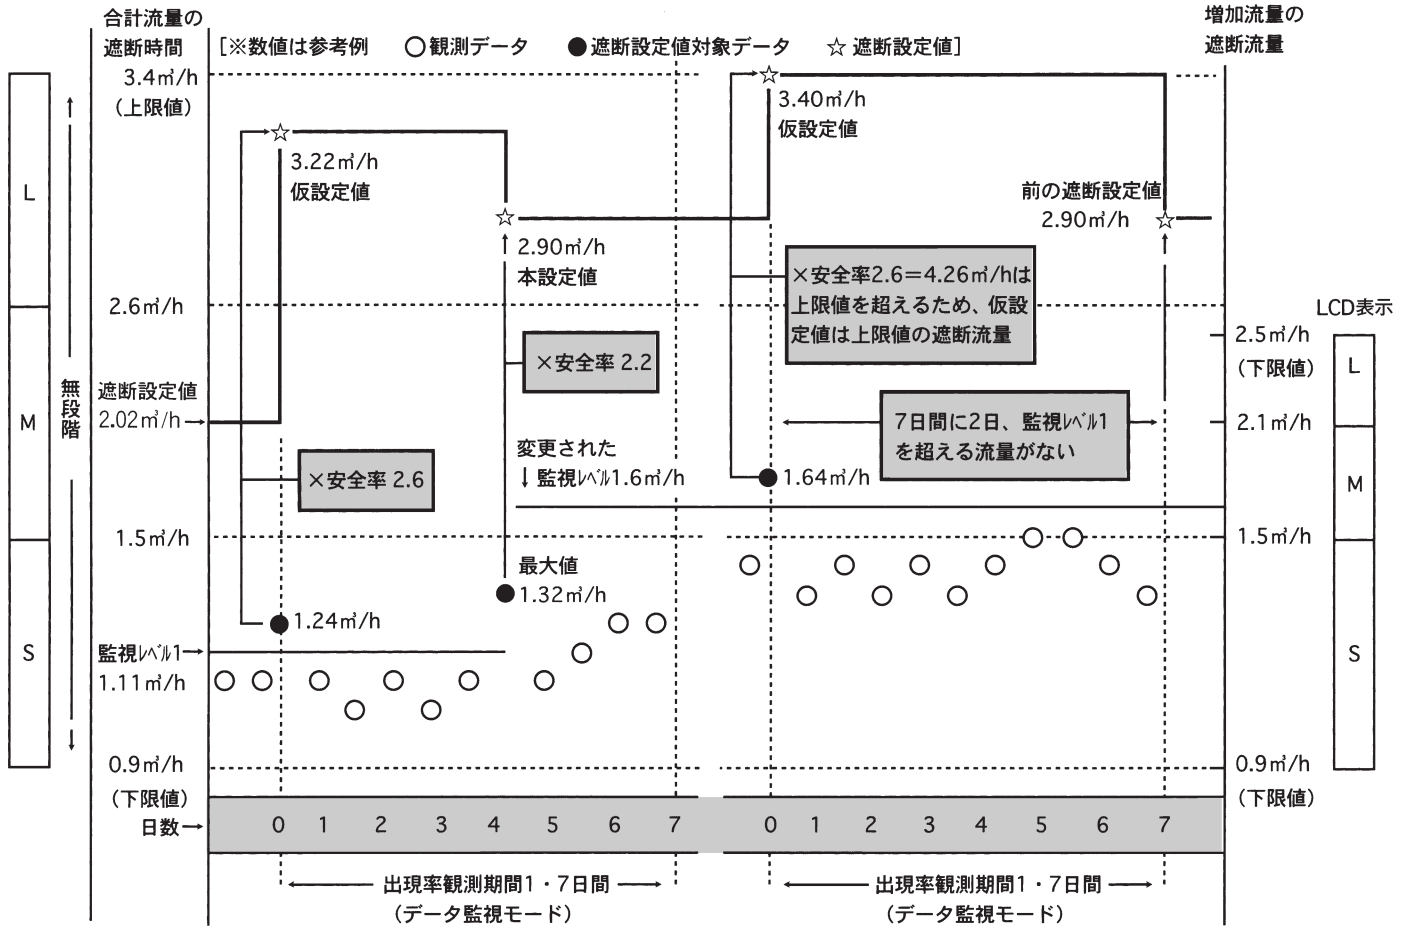 合計流量の
遮断時間
[※数値は参考例 ○観測データ ●遮断設定値対象データ ☆遮断設定値]
増加流量の
遮断流量
3.4㎥/h
(上限値)
3.22㎥/h
仮設定値
3.40㎥/h
仮設定値
L
前の遮断設定値
2.90㎥/h
2.90㎥/h
本設定値
×安全率2.6=4.26㎥/hは
上限値を超えるため、仮設
定値は上限値の遮断流量
2.6㎥/h
LCD表示
2.5㎥/h
(下限値)
L
×安全率 2.2
無段階
遮断設定値
2.02㎥/h
M
7日間に2日、監視ﾚﾍﾞﾙ1
を超える流量がない
2.1㎥/h
変更された
↓監視ﾚﾍﾞﾙ1.6㎥/h
×安全率 2.6
1.64㎥/h
M
1.5㎥/h
1.5㎥/h
最大値
1.32㎥/h
1.24㎥/h
S
監視ﾚﾍﾞﾙ1
1.11㎥/h
S
0.9㎥/h
(下限値)
0.9㎥/h
(下限値)
日数
0 1 2 3 4 5 6 7
0 1 2 3 4 5 6 7
出現率観測期間1・7日間
(データ監視モード)
出現率観測期間1・7日間
(データ監視モード)